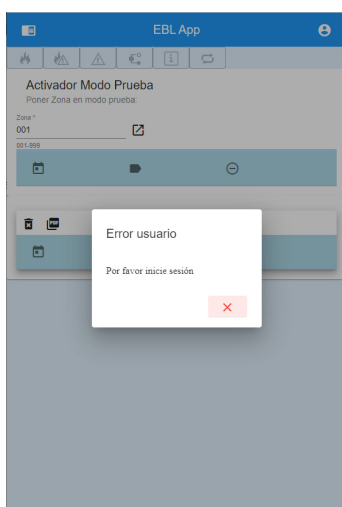 EBL App
Activador Modo Prueba
Poner Zona en modo prueba:
Zona *
001
001-999
PDF
Error usuario
Por favor inicie sesión